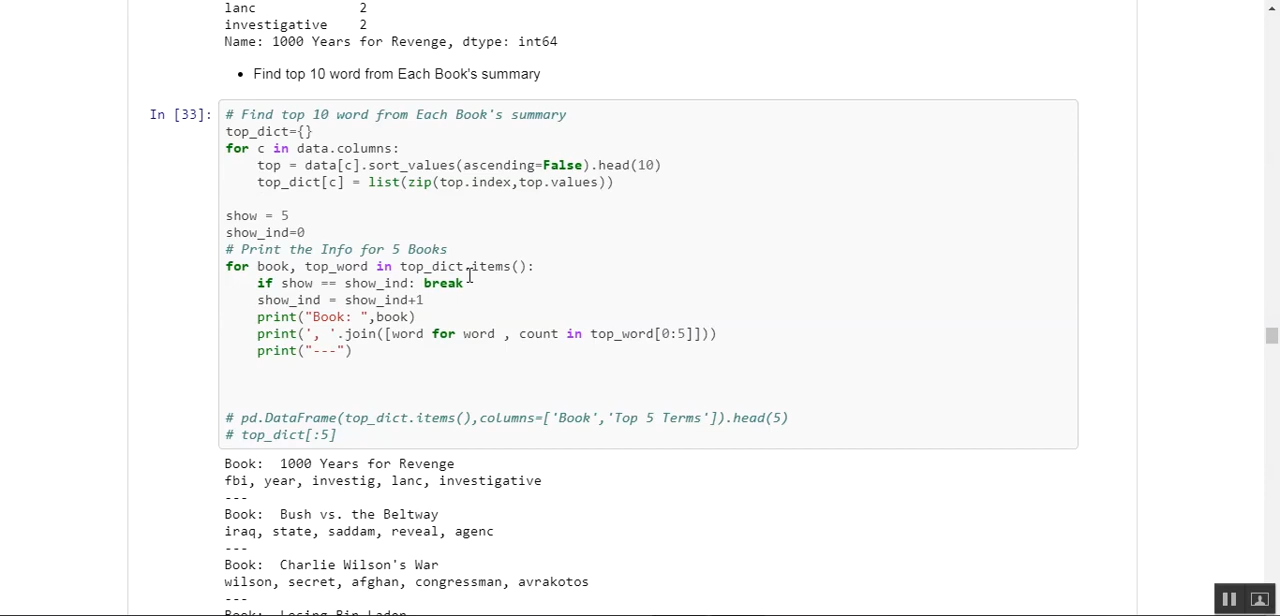 lanc 2
investigative 2
Name: 1000 Years for Revenge, dtype: int64
• Find top 10 word from Each Book's summary
In [33]:
# Find top 10 word from Each Book's summary
top_dict={}
for c in data.columns:
    top = data[c].sort_values(ascending=False).head(10)
    top_dict[c] = list(zip(top.index,top.values))
show = 5
show_ind=0
# Print the Info for 5 Books
for book, top_word in top_dict.items():
    if show == show_ind: break
    show_ind = show_ind+1
    print("Book: ",book)
    print(', '.join([word for word , count in top_word[0:5]]))
    print("---")
# pd.DataFrame(top_dict.items(),columns=['Book','Top 5 Terms']).head(5)
# top_dict[:5]
Book:  1000 Years for Revenge
fbi, year, investig, lanc, investigative
---
Book:  Bush vs. the Beltway
iraq, state, saddam, reveal, agenc
---
Book:  Charlie Wilson's War
wilson, secret, afghan, congressman, avrakotos
---
Book:  Losing Bin Laden